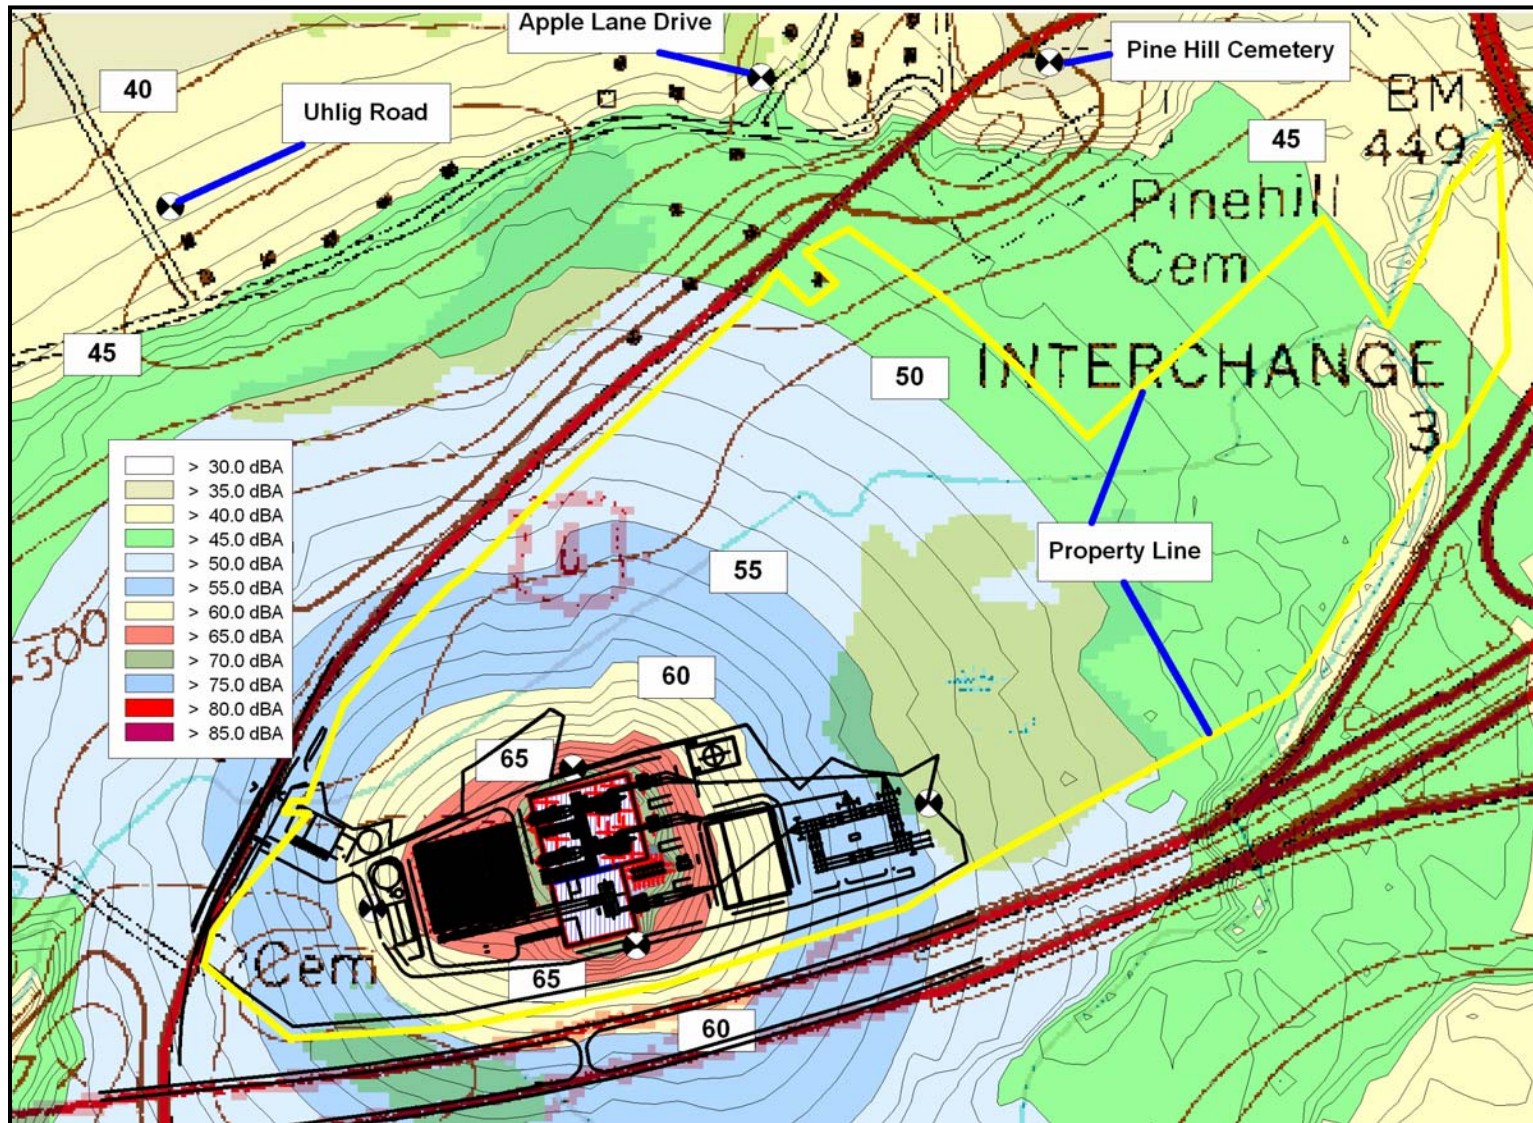 Apple Lane Drive
Pine Hill Cemetery
40
Uhlig Road
BM
449
45
Pinehill
Cem
45
50
INTERCHANGE
3
55
Property Line
500
> 30.0 dBA
> 35.0 dBA
> 40.0 dBA
> 45.0 dBA
> 50.0 dBA
> 55.0 dBA
> 60.0 dBA
> 65.0 dBA
> 70.0 dBA
> 75.0 dBA
> 80.0 dBA
> 85.0 dBA
60
65
Cem
65
60